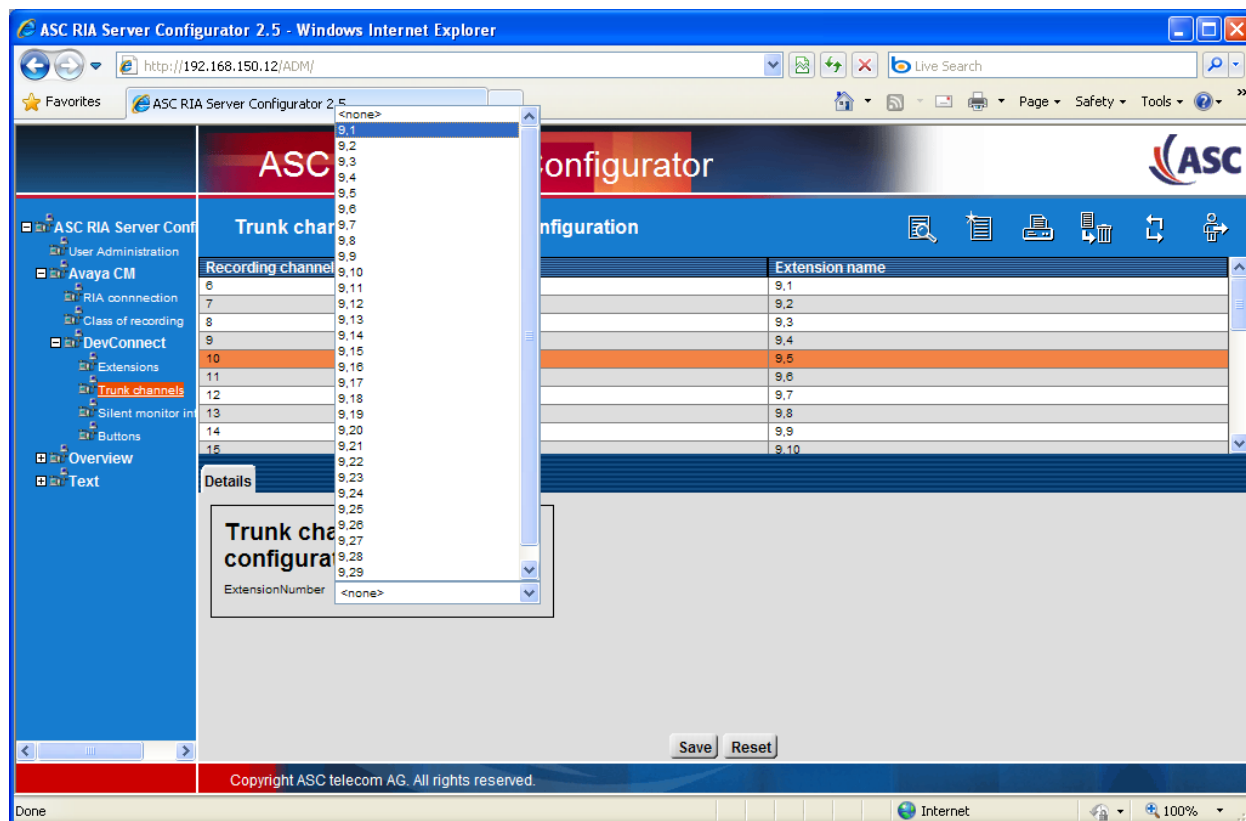 ASC RIA Server Configurator 2.5 - Windows Internet Explorer
http://192.168.150.12/ADM/
Live Search
Favorites
ASC RIA Server Configurator 2.5
Page
Safety
Tools
»
ASC
onfigurator
ASC
Trunk char
nfiguration
ASC RIA Server Conf
User Administration
Avaya CM
RIA connnection
Class of recording
DevConnect
Extensions
Trunk channels
Silent monitor int
Buttons
Overview
Text
Recording channel
Extension name
6 9,1
7 9,2
8 9,3
9 9,4
10 9,5
11 9,6
12 9,7
13 9,8
14 9,9
15 9,10
<none>
9,1
9,2
9,3
9,4
9,5
9,6
9,7
9,8
9,9
9,10
9,11
9,12
9,13
9,14
9,15
9,16
9,17
9,18
9,19
9,20
9,21
9,22
9,23
9,24
9,25
9,26
9,27
9,28
9,29
Details
Trunk cha
configurat
ExtensionNumber
<none>
Save
Reset
Copyright ASC telecom AG. All rights reserved.
Done
Internet
100%